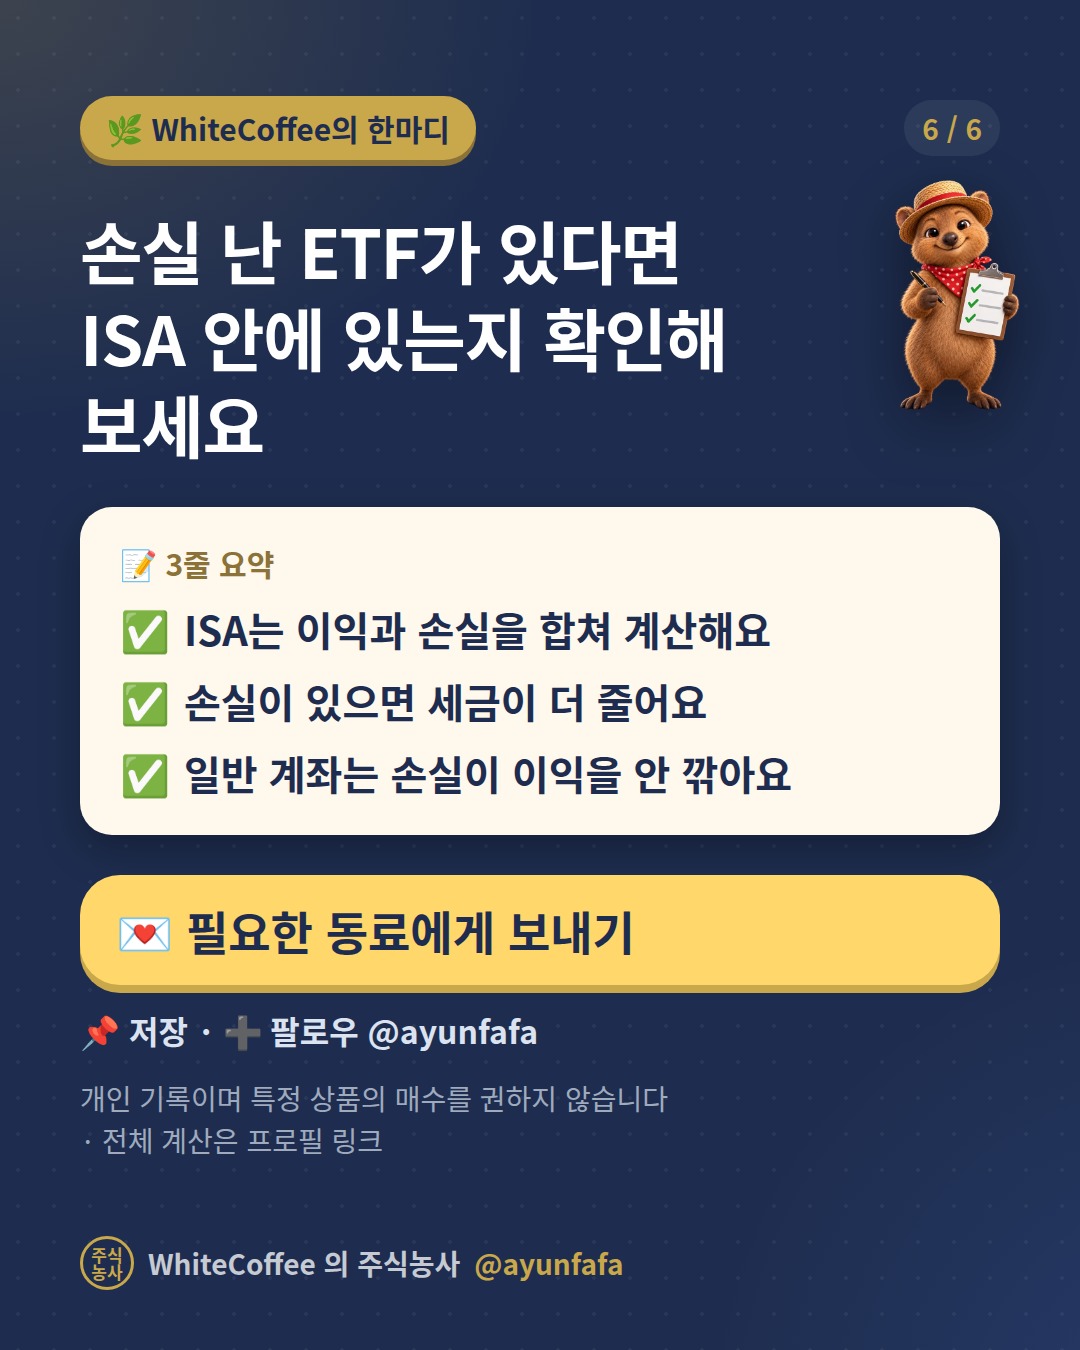 🌿 WhiteCoffee의 한마디
6 / 6
손실 난 ETF가 있다면
ISA 안에 있는지 확인해
보세요
📝 3줄 요약
✅ ISA는 이익과 손실을 합쳐 계산해요
✅ 손실이 있으면 세금이 더 줄어요
✅ 일반 계좌는 손실이 이익을 안 깎아요
💌 필요한 동료에게 보내기
📌 저장 · ➕ 팔로우 @ayunfafa
개인 기록이며 특정 상품의 매수를 권하지 않습니다
· 전체 계산은 프로필 링크
주식
농사
WhiteCoffee 의 주식농사 @ayunfafa